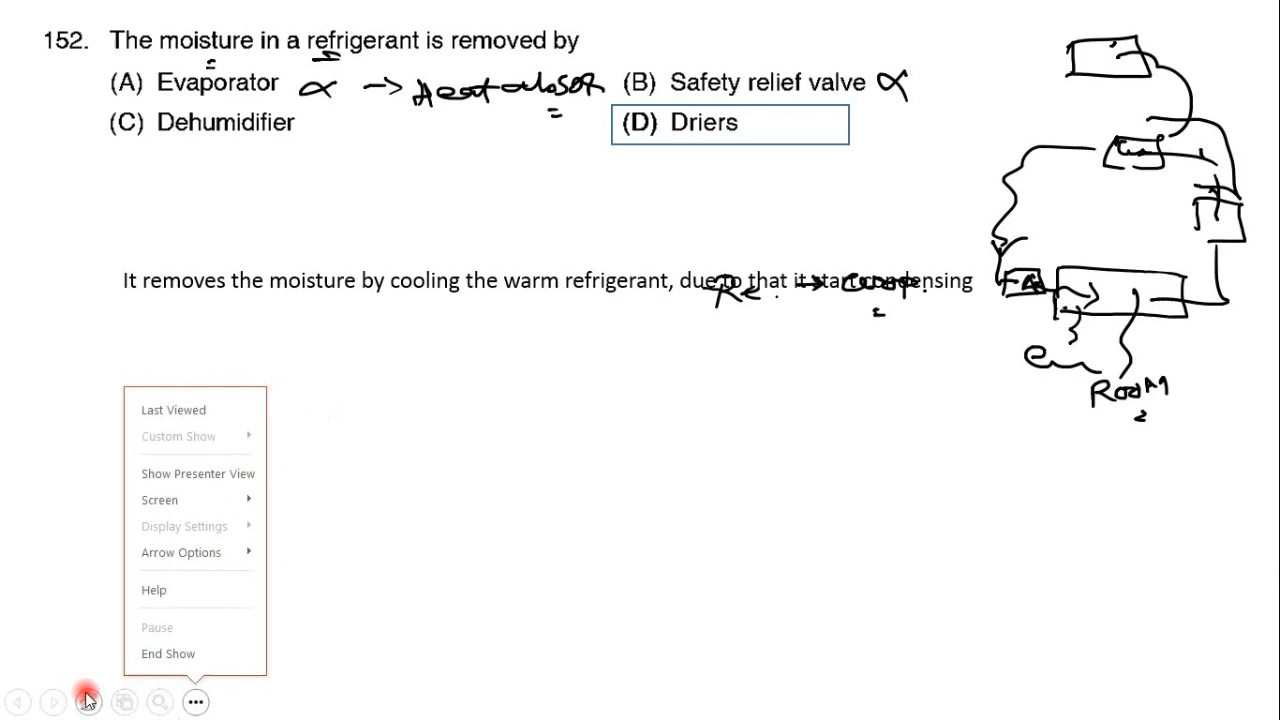 152. The moisture in a refrigerant is removed by
(A) Evaporator α → (B) Safety relief valve α
(C) Dehumidifier (D) Driers
It removes the moisture by cooling the warm refrigerant, due to that it start condensing
Room
Last Viewed
Custom Show
Show Presenter View
Screen
Display Settings
Arrow Options
Help
Pause
End Show